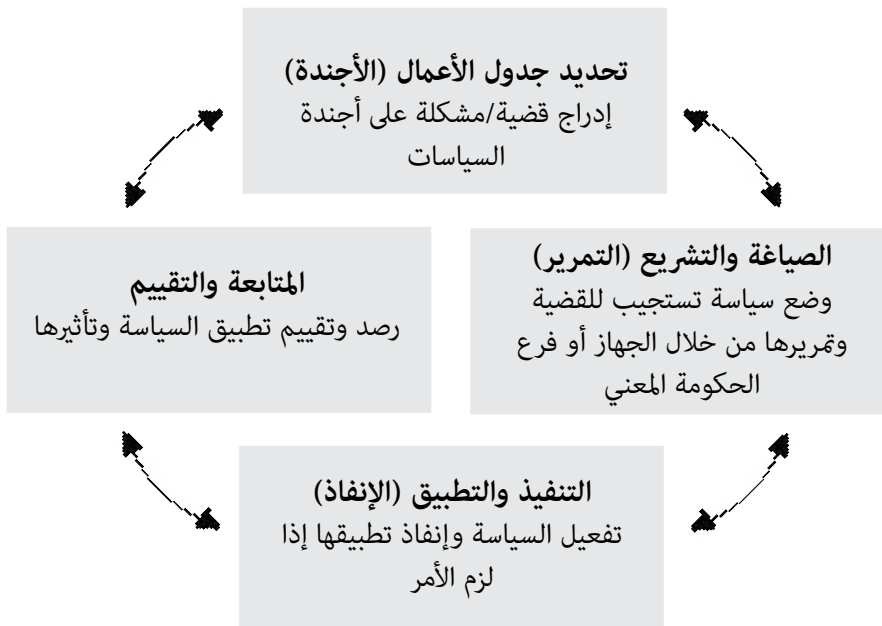 تحديد جدول الأعمال (الأجندة)
إدراج قضية/مشكلة على أجندة
السياسات
الصياغة والتشريع (التمرير)
وضع سياسة تستجيب للقضية
وتمريرها من خلال الجهاز أو فرع
الحكومة المعني
المتابعة والتقييم
رصد وتقييم تطبيق السياسة وتأثيرها
التنفيذ والتطبيق (الإنفاذ)
تفعيل السياسة وإنفاذ تطبيقها إذا
لزم الأمر